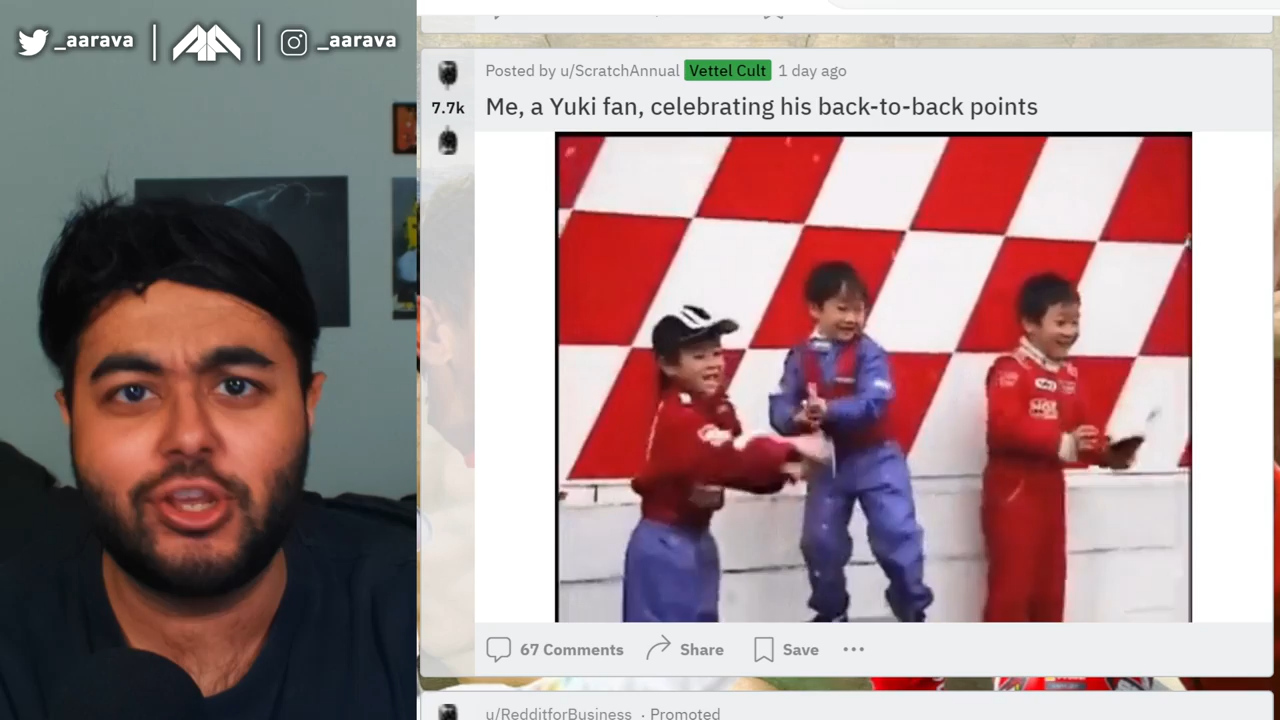 _aarava
_aarava
Posted by u/ScratchAnnual Vettel Cult 1 day ago
7.7k
Me, a Yuki fan, celebrating his back-to-back points
67 Comments Share Save
u/RedditforBusiness · Promoted